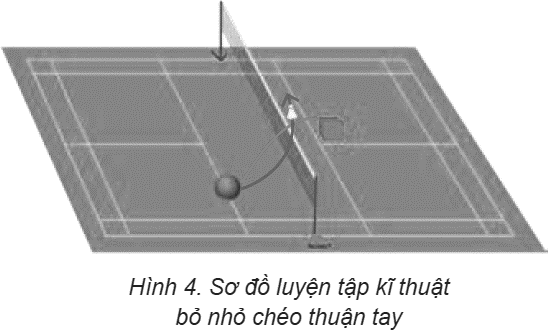 Hình 4. Sơ đồ luyện tập kĩ thuật
bỏ nhỏ chéo thuận tay